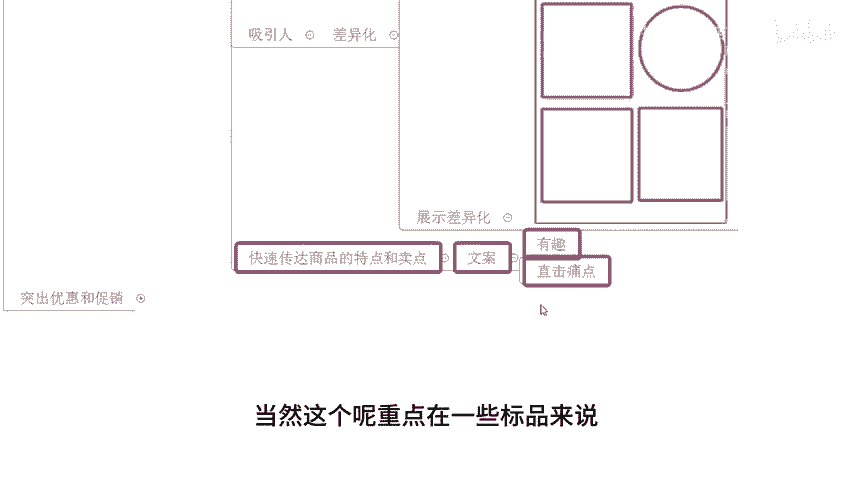 吸引人 差异化
展示差异化
有趣
快速传达商品的特点和卖点 文案
直击痛点
突出优惠和促销
当然这个呢重点在一些标品来说